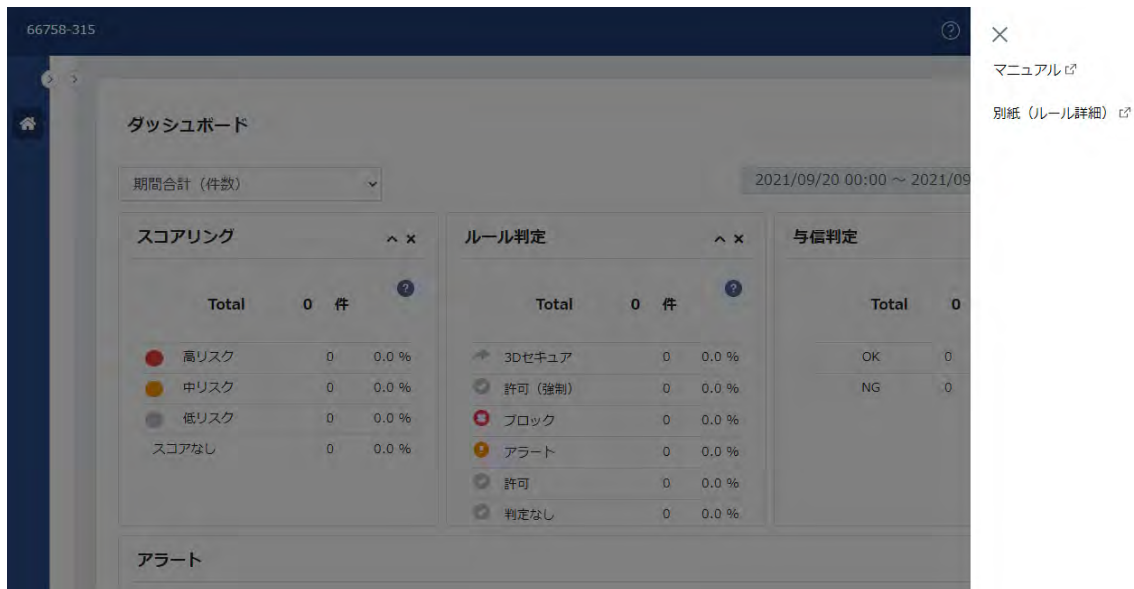 66758-315
マニュアル
別紙（ルール詳細）
ダッシュボード
期間合計（件数）
2021/09/20 00:00 ～ 2021/09
スコアリング
Total 0 件
高リスク 0 0.0 %
中リスク 0 0.0 %
低リスク 0 0.0 %
スコアなし 0 0.0 %
ルール判定
Total 0 件
3Dセキュア 0 0.0 %
許可（強制） 0 0.0 %
ブロック 0 0.0 %
アラート 0 0.0 %
許可 0 0.0 %
判定なし 0 0.0 %
与信判定
Total 0
OK 0
NG 0
アラート